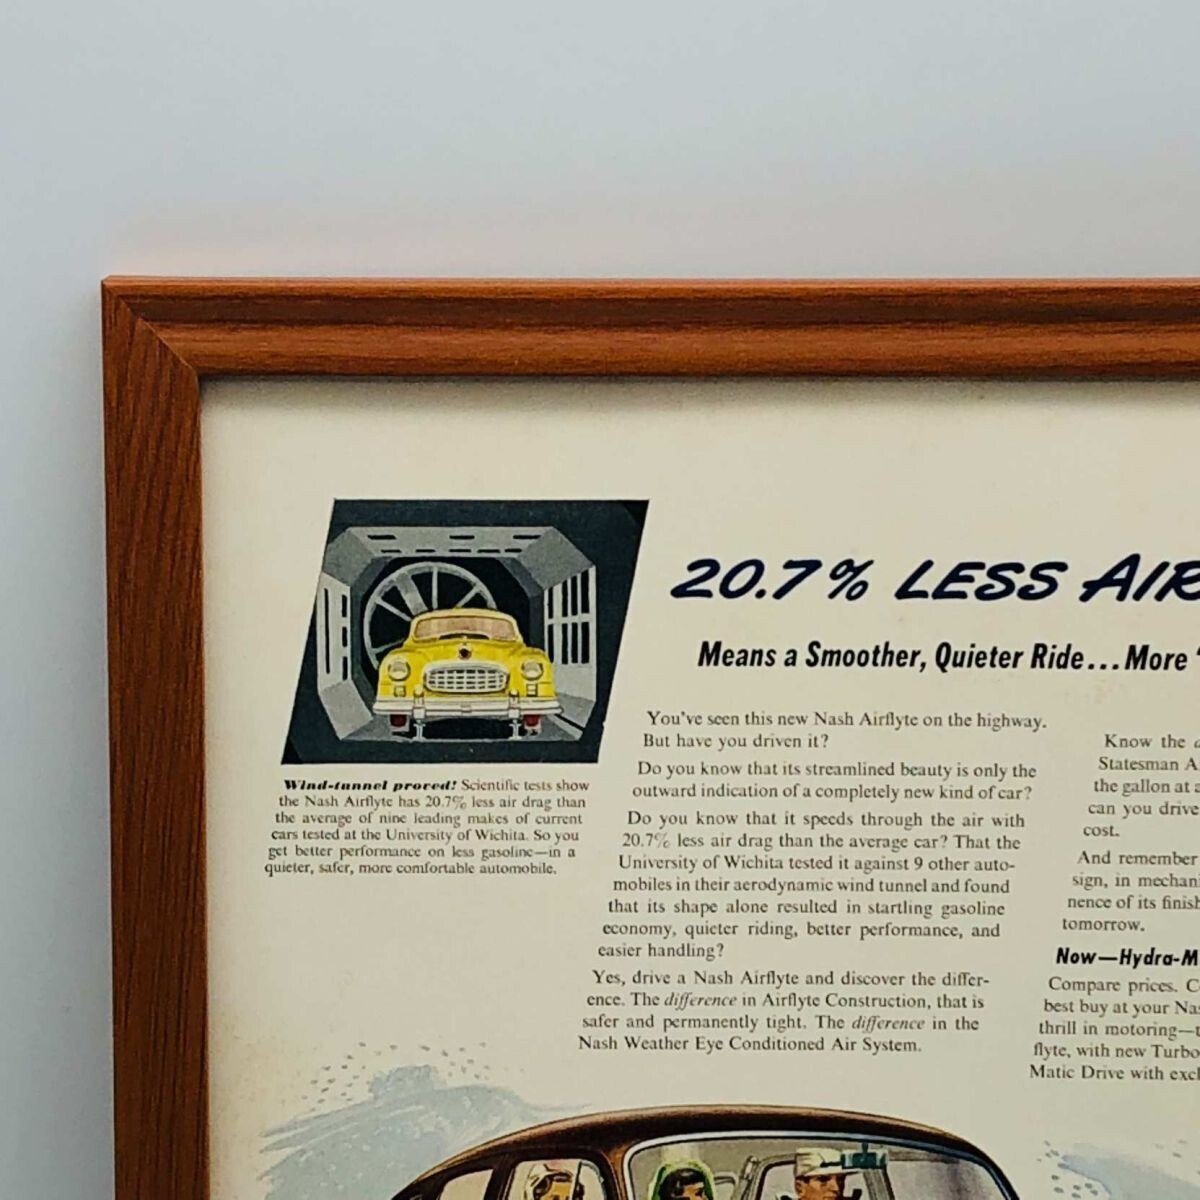 20.7% LESS AIR
Means a Smoother, Quieter Ride...More
Wind-tunnel proved! Scientific tests show
the Nash Airflyte has 20.7% less air drag than
the average of nine leading makes of current
cars tested at the University of Wichita. So you
get better performance on less gasoline—in a
quieter, safer, more comfortable automobile.
You've seen this new Nash Airflyte on the highway.
But have you driven it?
Do you know that its streamlined beauty is only the
outward indication of a completely new kind of car?
Do you know that it speeds through the air with
20.7% less air drag than the average car? That the
University of Wichita tested it against 9 other auto-
mobiles in their aerodynamic wind tunnel and found
that its shape alone resulted in startling gasoline
economy, quieter riding, better performance, and
easier handling?
Yes, drive a Nash Airflyte and discover the differ-
ence. The difference in Airflyte Construction, that is
safer and permanently tight. The difference in the
Nash Weather Eye Conditioned Air System.
Know the
Statesman A
the gallon at a
can you drive
cost.
And remember
sign, in mechani
nence of its finish
tomorrow.
Now—Hydra-M
Compare prices. C
best buy at your Nas
thrill in motoring—t
flyte, with new Turbo
Matic Drive with excl